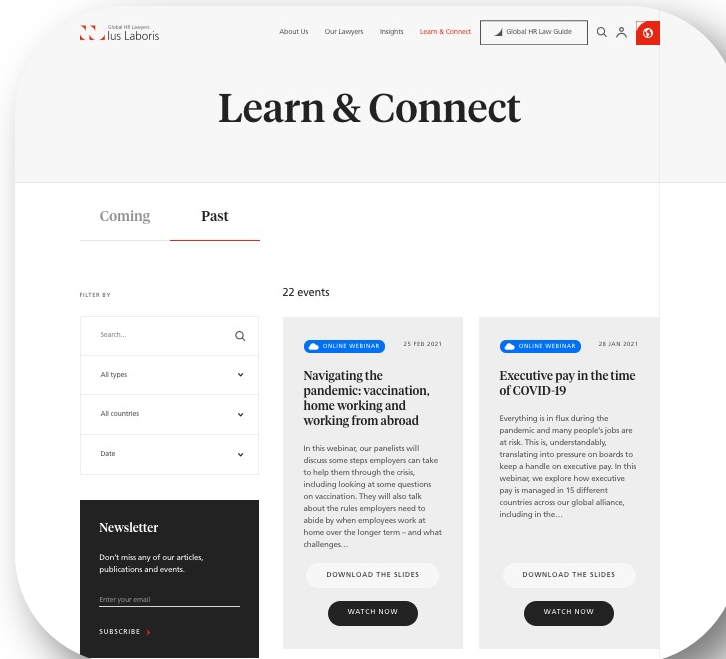 Global HR Lawyers
Ius Laboris
About Us
Our Lawyers
Insights
Learn & Connect
Global HR Law Guide
Learn & Connect
Coming
Past
FILTER BY
22 events
Search...
All types
All countries
Date
Newsletter
Don't miss any of our articles,
publications and events.
Enter your email
SUBSCRIBE
ONLINE WEBINAR
25 FEB 2021
Navigating the
pandemic: vaccination,
home working and
working from abroad
In this webinar, our panelists will
discuss some steps employers can take
to help them through the crisis,
including looking at some questions
on vaccination. They will also talk
about the rules employers need to
abide by when employees work at
home over the longer term – and what
challenges…
DOWNLOAD THE SLIDES
WATCH NOW
ONLINE WEBINAR
28 JAN 2021
Executive pay in the time
of COVID-19
Everything is in flux during the
pandemic and many people's jobs are
at risk. This is, understandably,
translating into pressure on boards to
keep a handle on executive pay. In this
webinar, we explore how executive
pay is managed in 15 different
countries across our global alliance,
including in the…
DOWNLOAD THE SLIDES
WATCH NOW